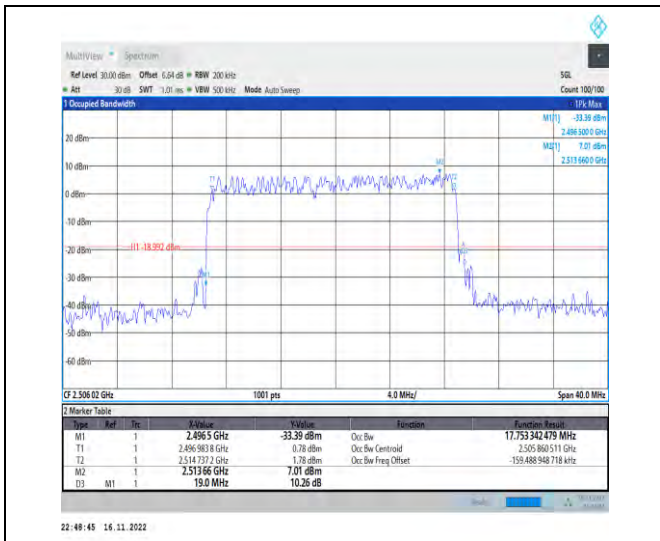 MultiView Spectrum
Ref Level 30.00 dBm Offset 6.64 dB RBW 200 kHz SGL
Att 30 dB SWT 1.01 ms VBW 500 kHz Mode Auto Sweep Count 100/100
1 Occupied Bandwidth 1Pk Max
M1[1] -33.39 dBm
2.496 500 0 GHz
M2[1] 7.01 dBm
2.513 660 0 GHz
20 dBm
M2
10 dBm
T1 T2
0 dBm
-10 dBm
H1 -18.992 dBm
-20 dBm
-30 dBm
M1
-40 dBm
-50 dBm
-60 dBm
CF 2.506 02 GHz 1001 pts 4.0 MHz/ Span 40.0 MHz
2 Marker Table
Type Ref Trc X-Value Y-Value Function Function Result
M1 1 2.496 5 GHz -33.39 dBm Occ Bw 17.753 342 479 MHz
T1 1 2.496 983 8 GHz 0.78 dBm Occ Bw Centroid 2.505 860 511 GHz
T2 1 2.514 737 2 GHz 1.78 dBm Occ Bw Freq Offset -159.488 948 718 kHz
M2 1 2.513 66 GHz 7.01 dBm
D3 M1 1 19.0 MHz 10.26 dB
22:48:45 16.11.2022